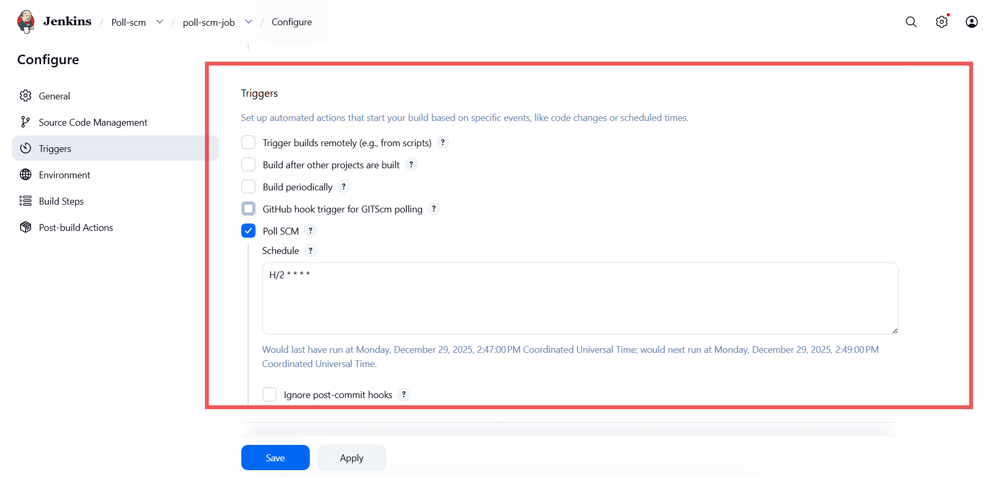 Jenkins / Poll-scm / poll-scm-job / Configure
Configure
General
Source Code Management
Triggers
Environment
Build Steps
Post-build Actions
Triggers
Set up automated actions that start your build based on specific events, like code changes or scheduled times.
Trigger builds remotely (e.g., from scripts) ?
Build after other projects are built ?
Build periodically ?
GitHub hook trigger for GITScm polling ?
Poll SCM ?
Schedule ?
H/2 * * * *
Would last have run at Monday, December 29, 2025, 2:47:00 PM Coordinated Universal Time; would next run at Monday, December 29, 2025, 2:49:00 PM
Coordinated Universal Time.
Ignore post-commit hooks ?
Save
Apply